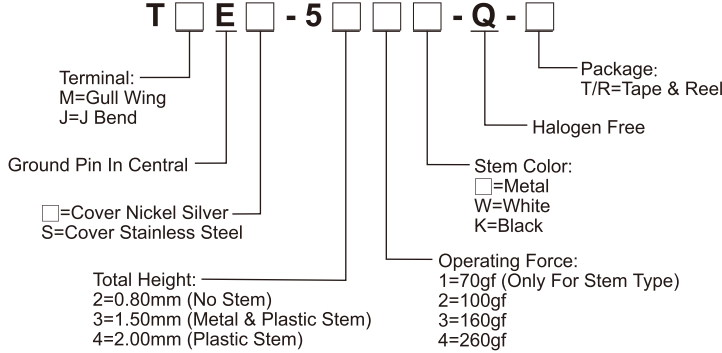 T□E□-5□□□-Q-□
Terminal:
M=Gull Wing
J=J Bend
Ground Pin In Central
□=Cover Nickel Silver
S=Cover Stainless Steel
Total Height:
2=0.80mm (No Stem)
3=1.50mm (Metal & Plastic Stem)
4=2.00mm (Plastic Stem)
Package:
T/R=Tape & Reel
Halogen Free
Stem Color:
□=Metal
W=White
K=Black
Operating Force:
1=70gf (Only For Stem Type)
2=100gf
3=160gf
4=260gf